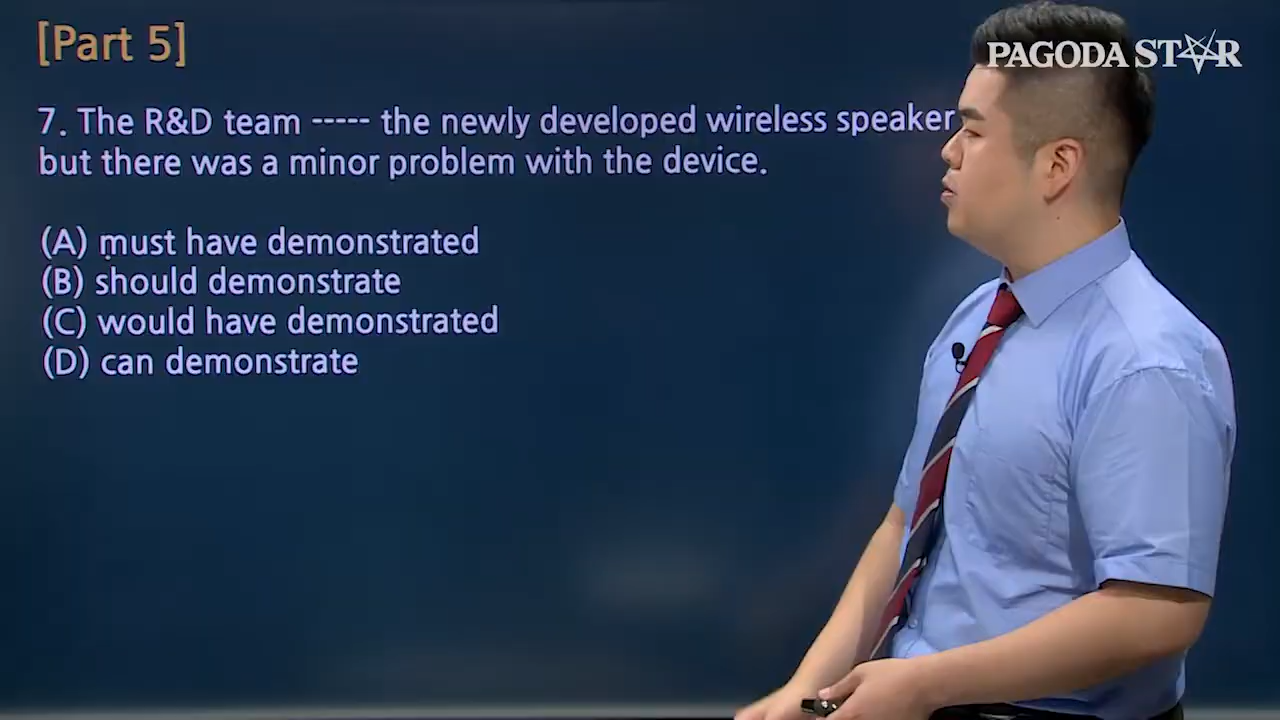 [Part 5]
PAGODA STAR
7. The R&D team ----- the newly developed wireless speaker
but there was a minor problem with the device.
(A) must have demonstrated
(B) should demonstrate
(C) would have demonstrated
(D) can demonstrate